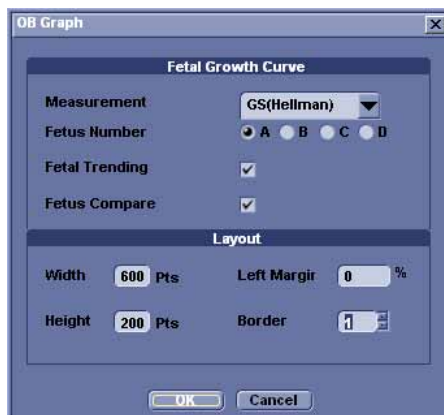 OB Graph
Fetal Growth Curve
Measurement GS(Hellman)
Fetus Number A B C D
Fetal Trending
Fetus Compare
Layout
Width 600 Pts Left Margir 0 %
Height 200 Pts Border 1
OK Cancel